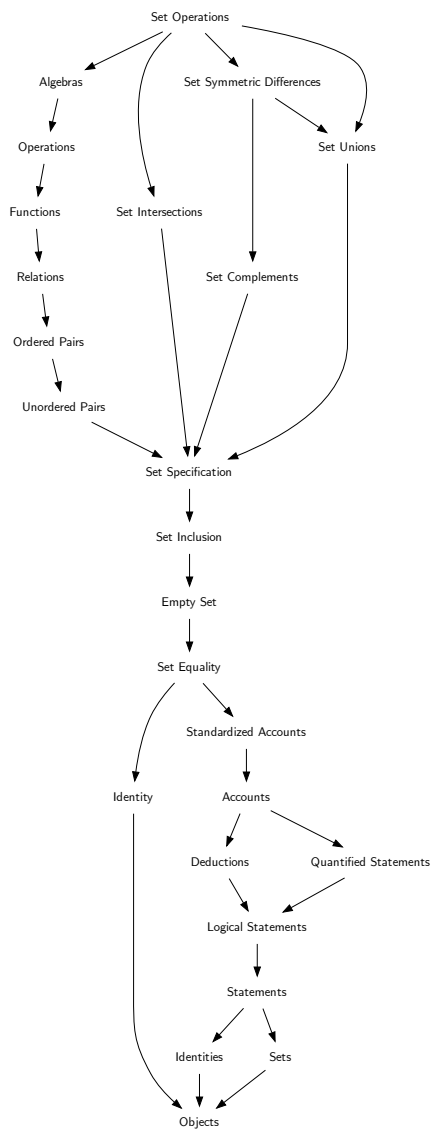 Set Operations
Algebras
Set Symmetric Differences
Operations
Set Unions
Functions
Set Intersections
Relations
Set Complements
Ordered Pairs
Unordered Pairs
Set Specification
Set Inclusion
Empty Set
Set Equality
Standardized Accounts
Identity
Accounts
Deductions
Quantified Statements
Logical Statements
Statements
Identities
Sets
Objects